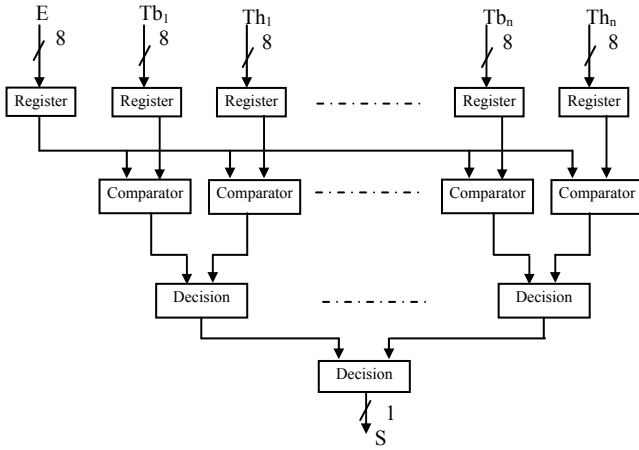 E Tb₁ Th₁ Tbₙ Thₙ
8 8 8 8 8
Register Register Register Register Register
Comparator Comparator Comparator Comparator
Decision Decision
Decision
1
S